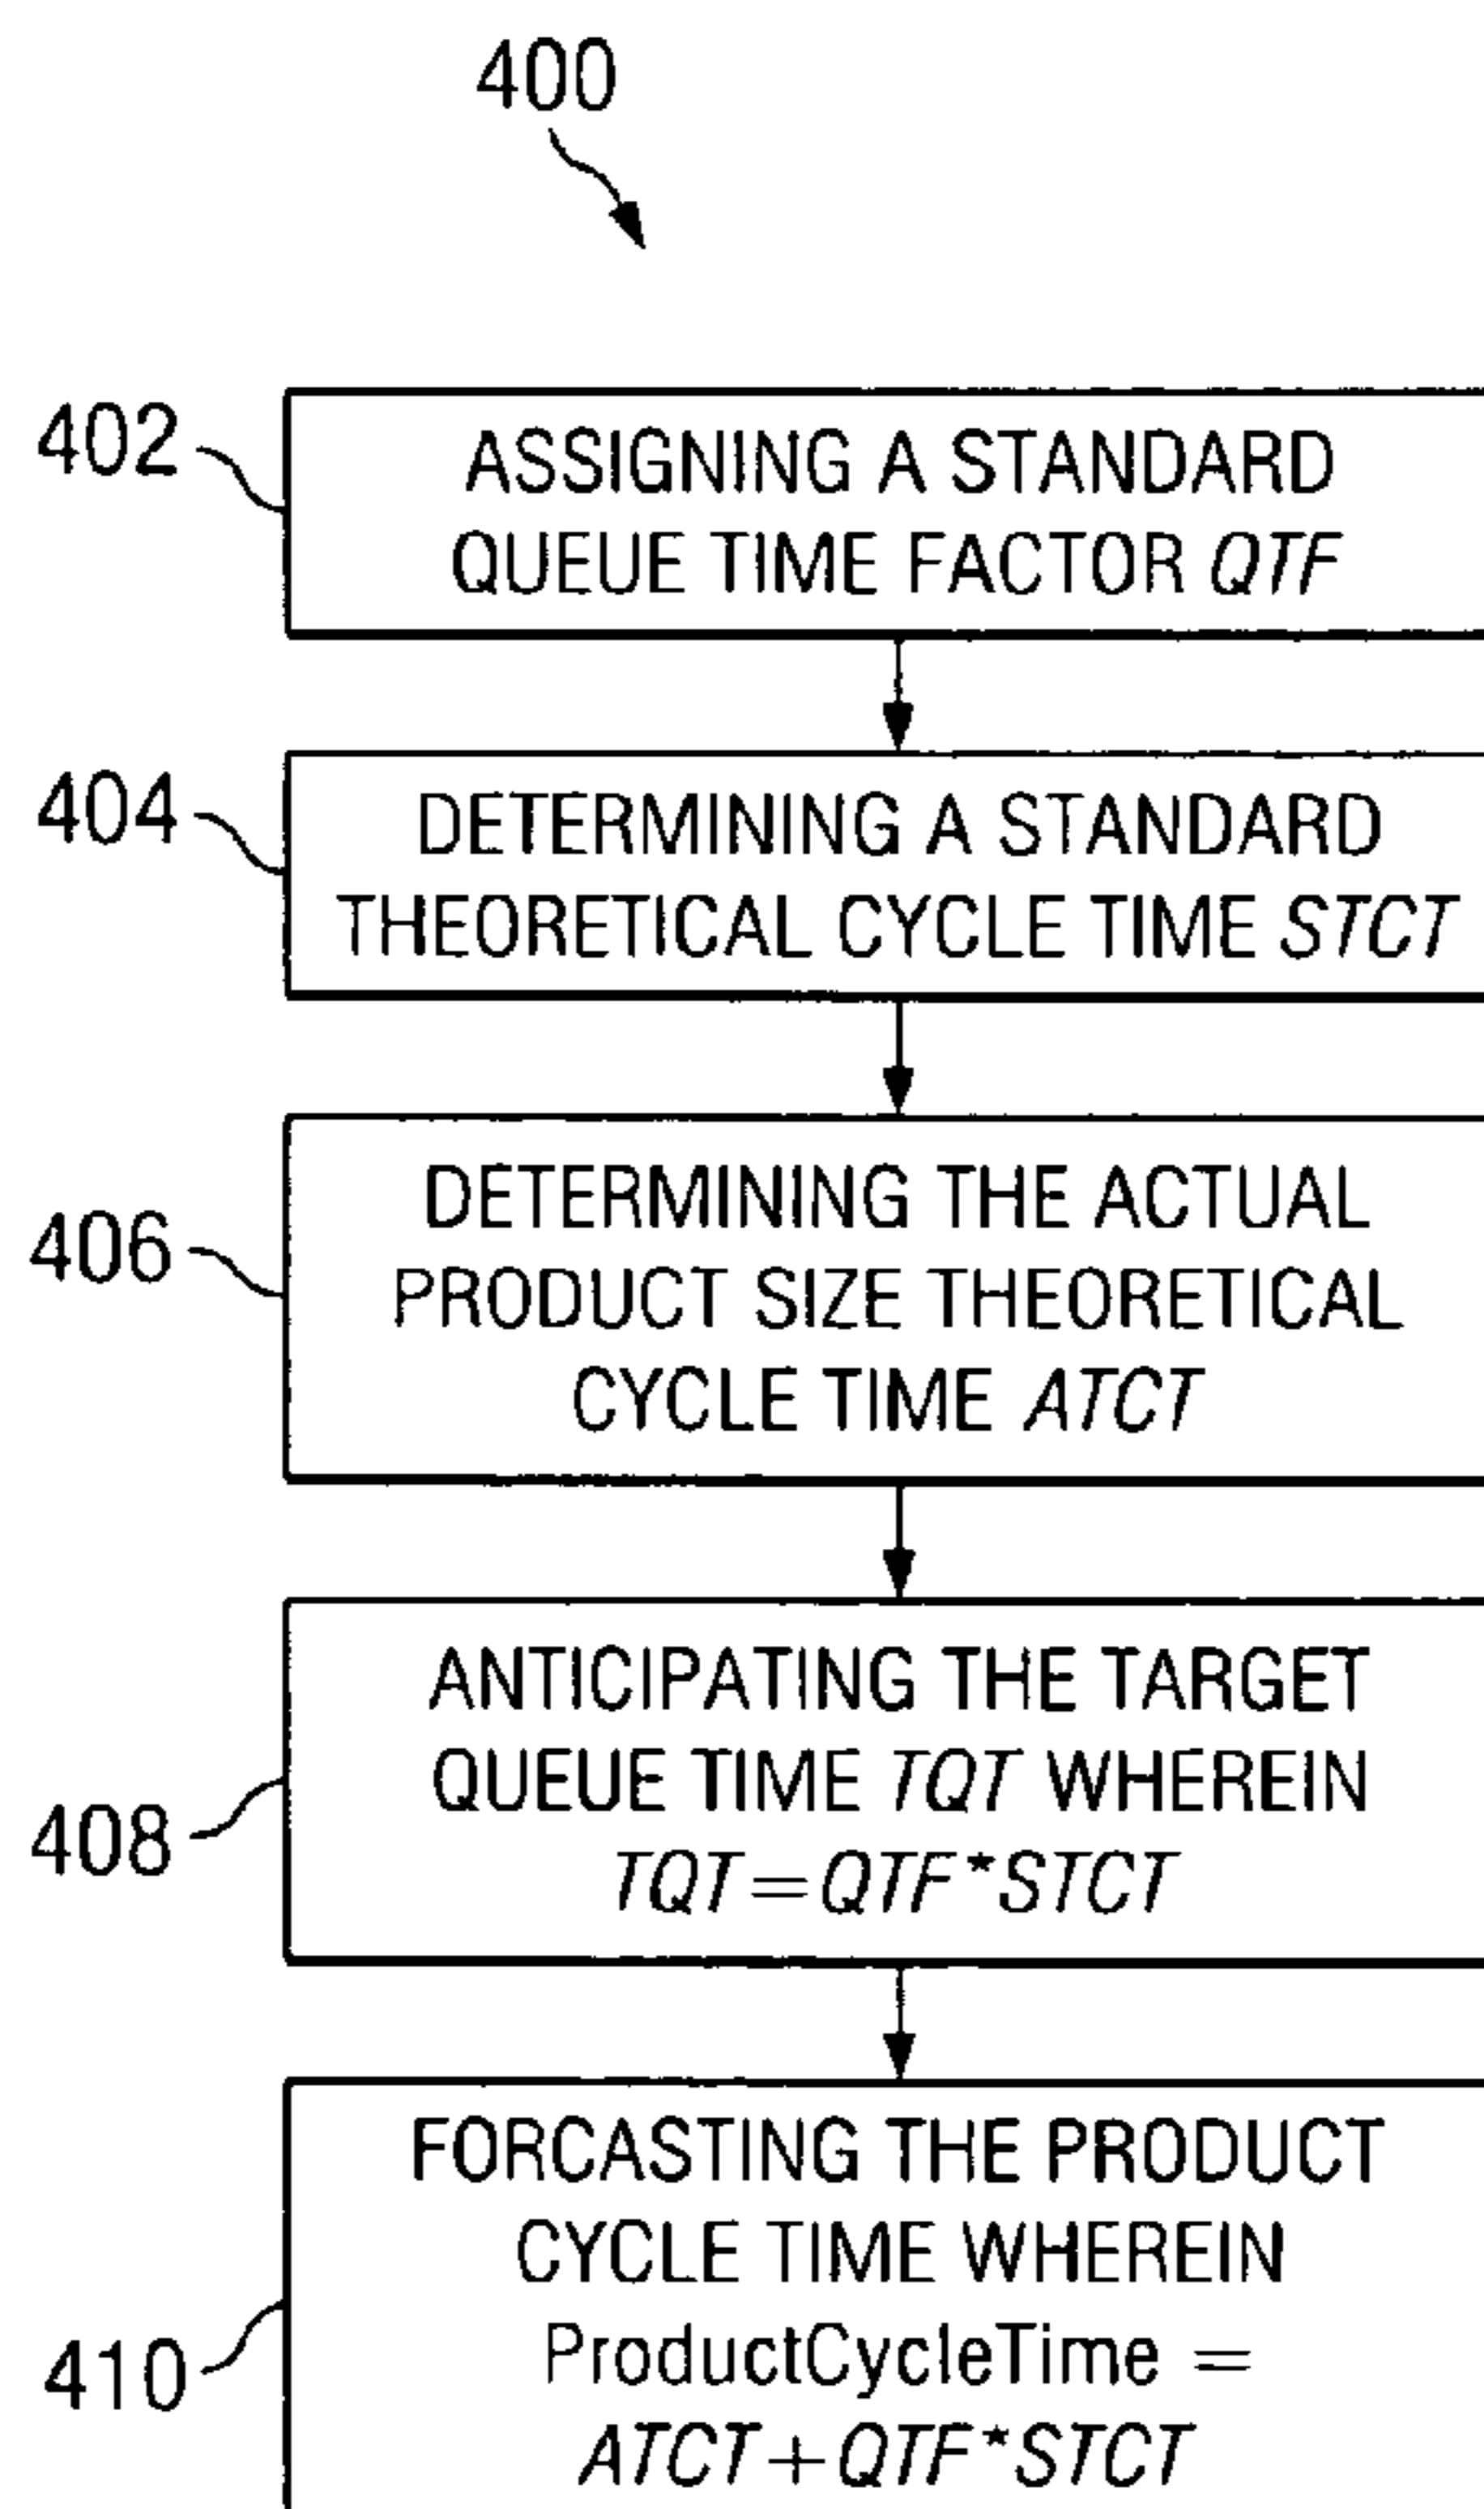 400
402
ASSIGNING A STANDARD
QUEUE TIME FACTOR QTF
404
DETERMINING A STANDARD
THEORETICAL CYCLE TIME STCT
406
DETERMINING THE ACTUAL
PRODUCT SIZE THEORETICAL
CYCLE TIME ATCT
408
ANTICIPATING THE TARGET
QUEUE TIME TQT WHEREIN
TQT=QTF*STCT
410
FORCASTING THE PRODUCT
CYCLE TIME WHEREIN
ProductCycleTime =
ATCT+QTF*STCT